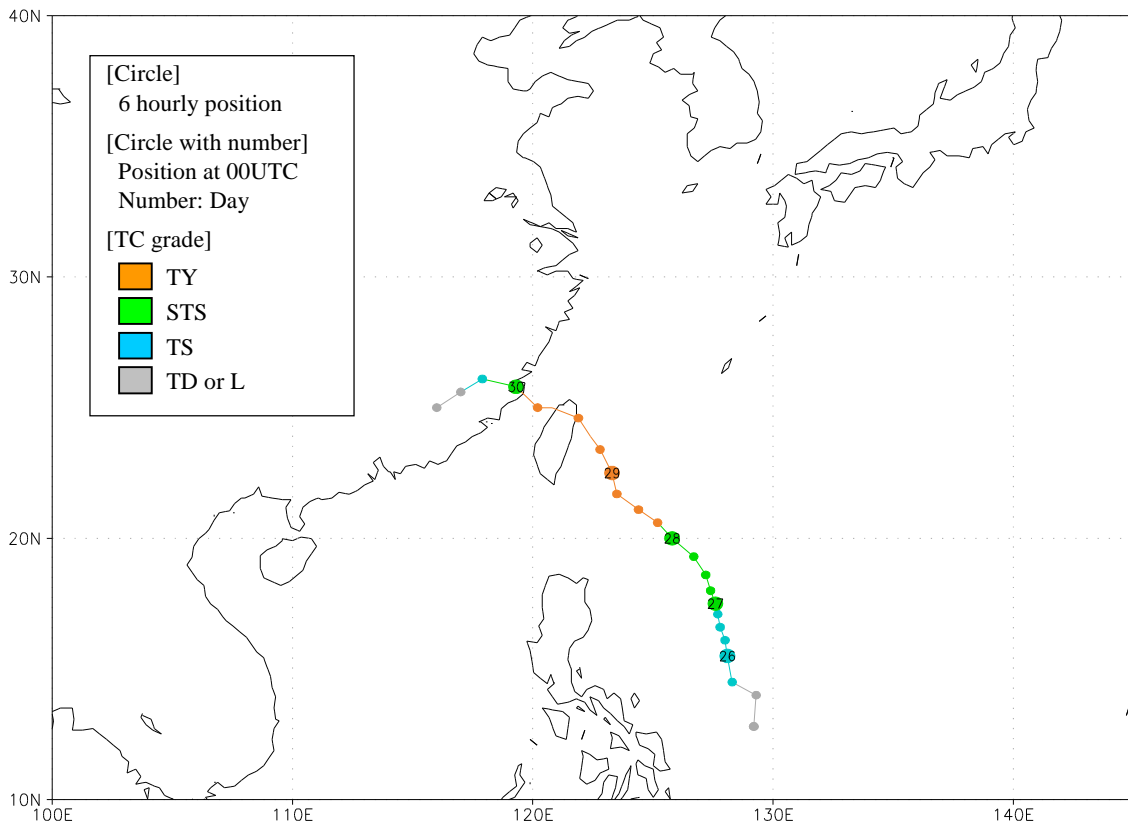 40N
[Circle]
6 hourly position
[Circle with number]
Position at 00UTC
Number: Day
[TC grade]
TY
STS
TS
TD or L
30N
30
29
20N
28
27
26
10N
100E 110E 120E 130E 140E